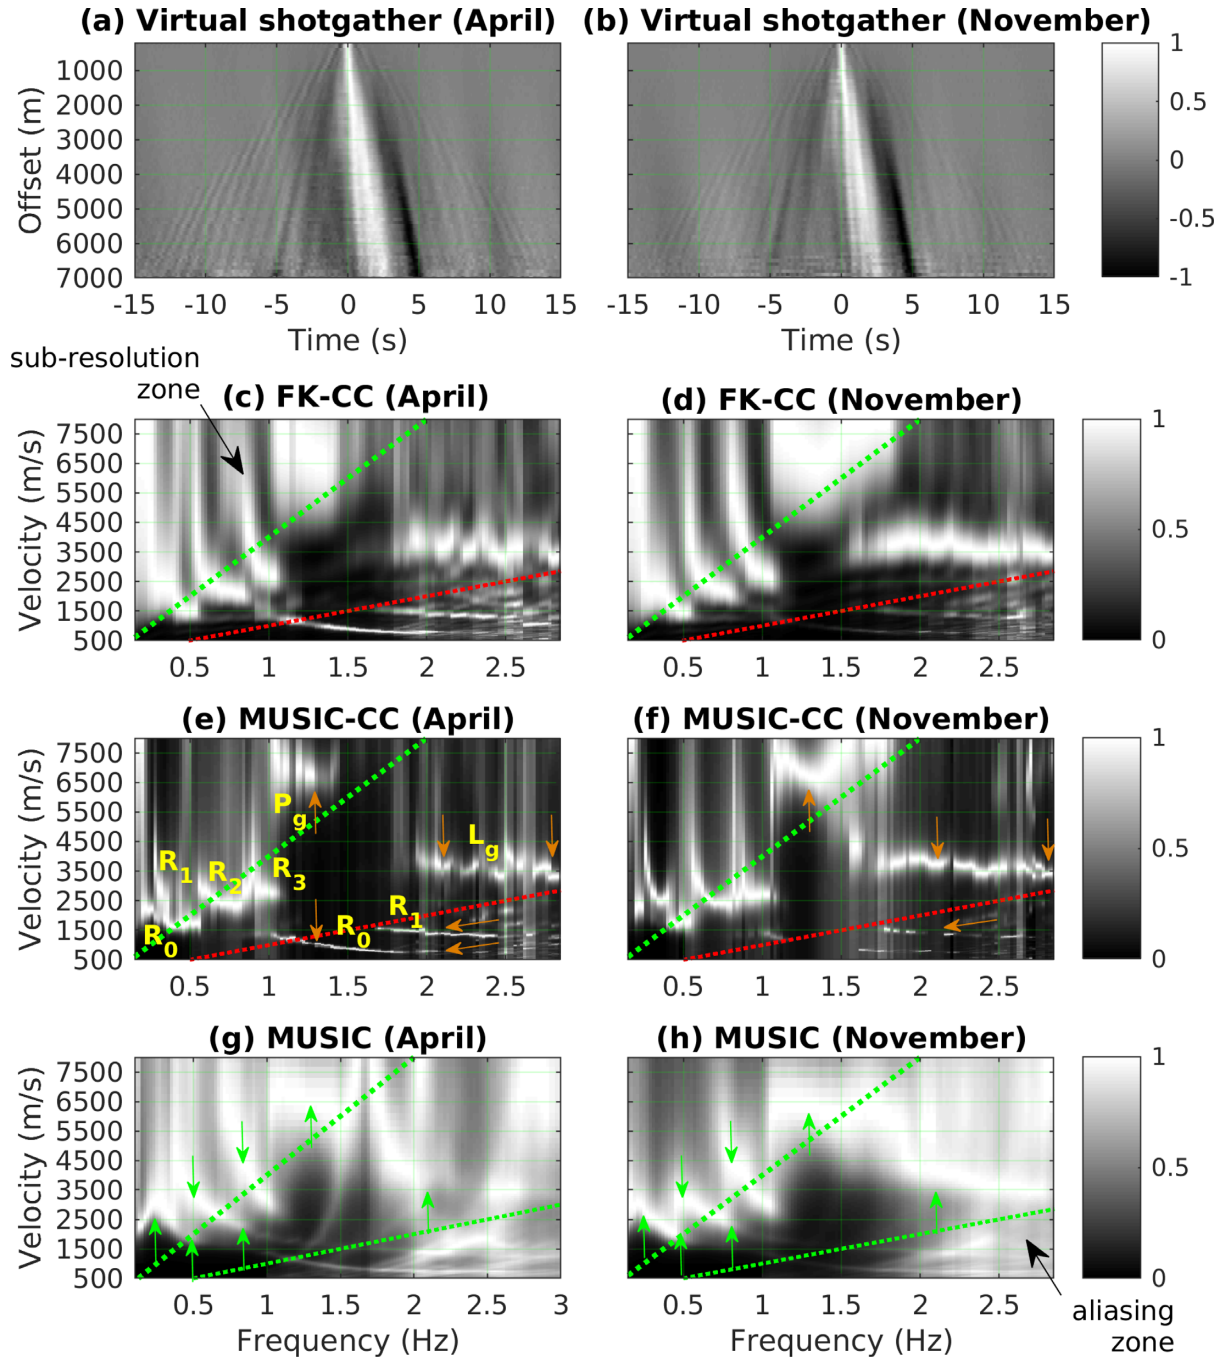 (a) Virtual shotgather (April)
(b) Virtual shotgather (November)
Offset (m)
1000
2000
3000
4000
5000
6000
7000
-15 -10 -5 0 5 10 15
Time (s)
-15 -10 -5 0 5 10 15
Time (s)
1
0.5
0
-0.5
-1
sub-resolution
zone
(c) FK-CC (April)
(d) FK-CC (November)
Velocity (m/s)
7500
6500
5500
4500
3500
2500
1500
500
0.5 1 1.5 2 2.5
0.5 1 1.5 2 2.5
1
0.5
0
(e) MUSIC-CC (April)
(f) MUSIC-CC (November)
Velocity (m/s)
7500
6500
5500
4500
3500
2500
1500
500
Pg
Lg
R1
R2
R3
R0
R0
R1
0.5 1 1.5 2 2.5
0.5 1 1.5 2 2.5
1
0.5
0
(g) MUSIC (April)
(h) MUSIC (November)
Velocity (m/s)
7500
6500
5500
4500
3500
2500
1500
500
0.5 1 1.5 2 2.5 3
Frequency (Hz)
0.5 1 1.5 2 2.5
Frequency (Hz)
1
0.5
0
aliasing
zone